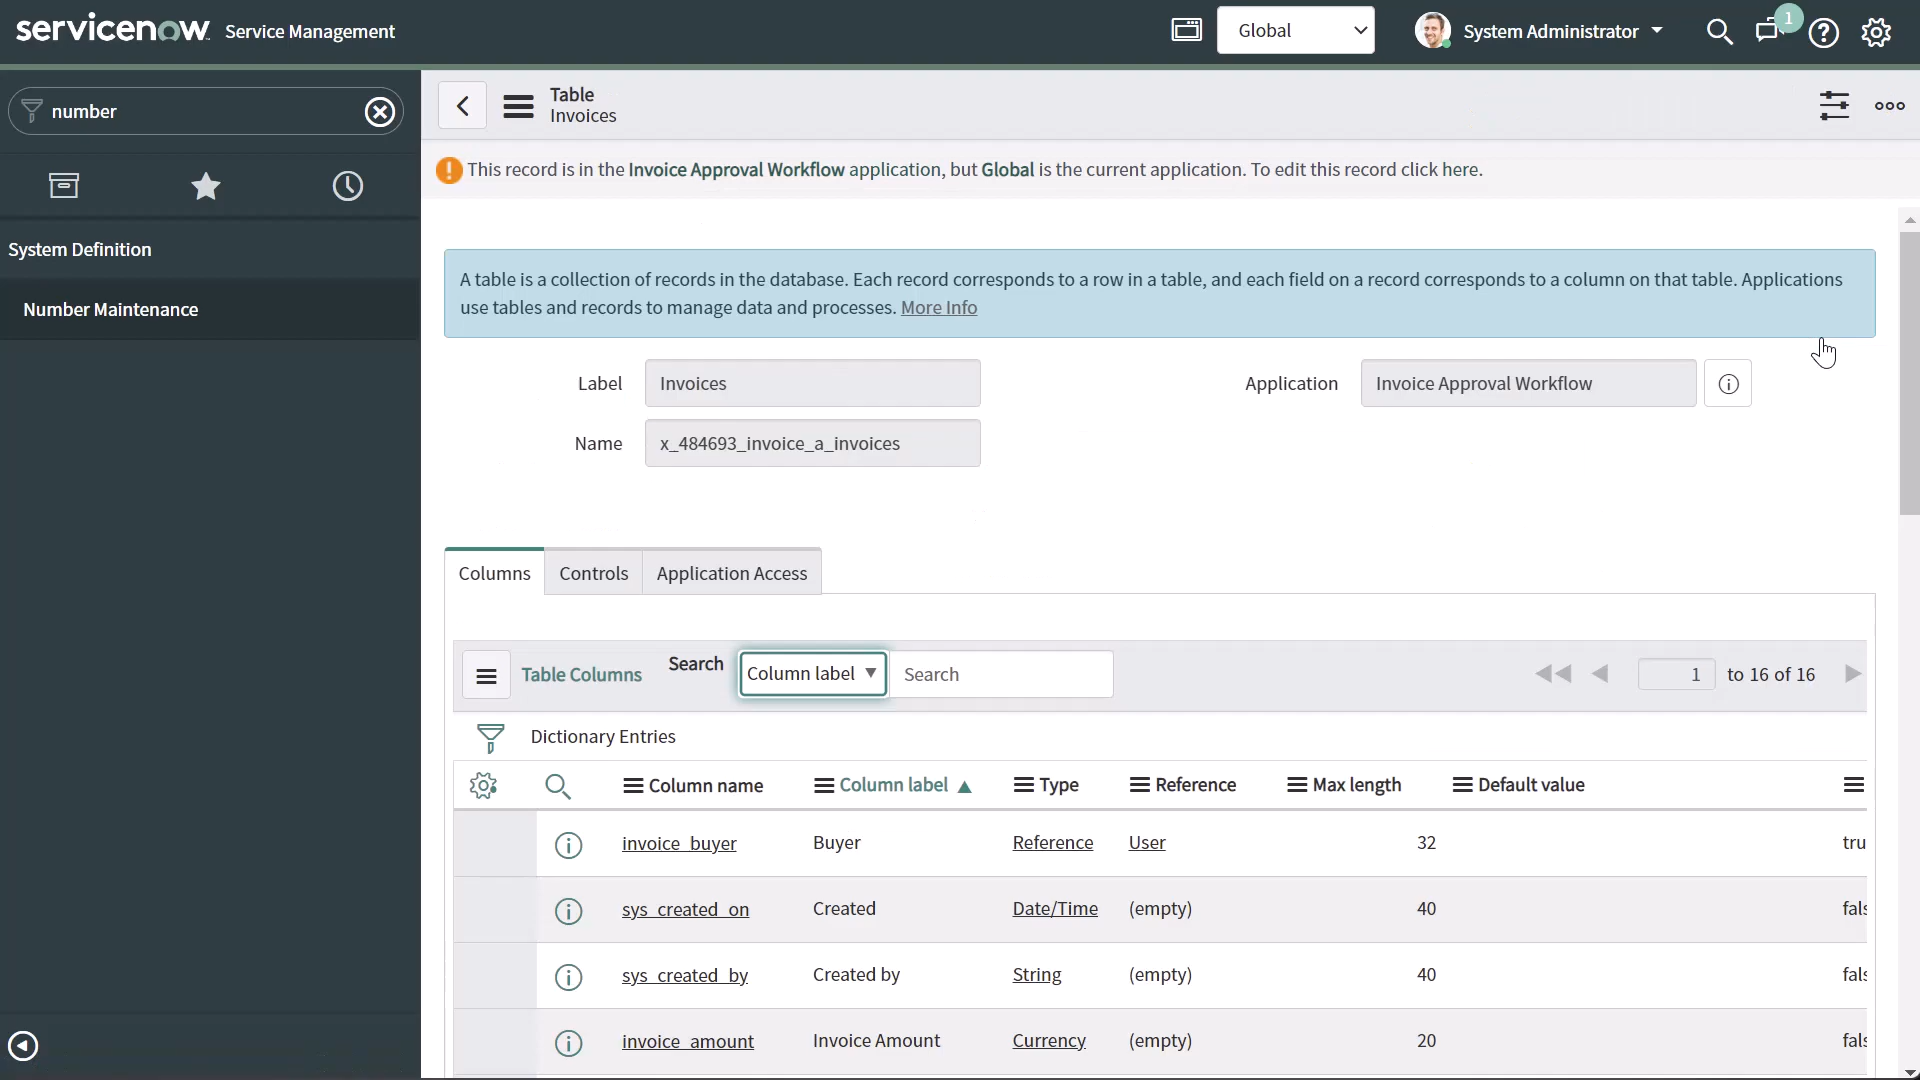 servicenow Service Management
Global
System Administrator
1
number
System Definition
Number Maintenance
Table
Invoices
This record is in the Invoice Approval Workflow application, but Global is the current application. To edit this record click here.
A table is a collection of records in the database. Each record corresponds to a row in a table, and each field on a record corresponds to a column on that table. Applications
use tables and records to manage data and processes. More Info
Label Invoices Application Invoice Approval Workflow
Name x_484693_invoice_a_invoices
Columns Controls Application Access
Table Columns Search Column label Search 1 to 16 of 16
Dictionary Entries
Column name Column label Type Reference Max length Default value
invoice_buyer Buyer Reference User 32 tru
sys_created_on Created Date/Time (empty) 40 fals
sys_created_by Created by String (empty) 40 fals
invoice_amount Invoice Amount Currency (empty) 20 fals